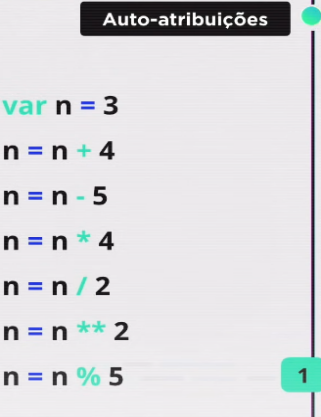 Auto-atribuições
var n = 3
n = n + 4
n = n - 5
n = n * 4
n = n / 2
n = n ** 2
n = n % 5
1